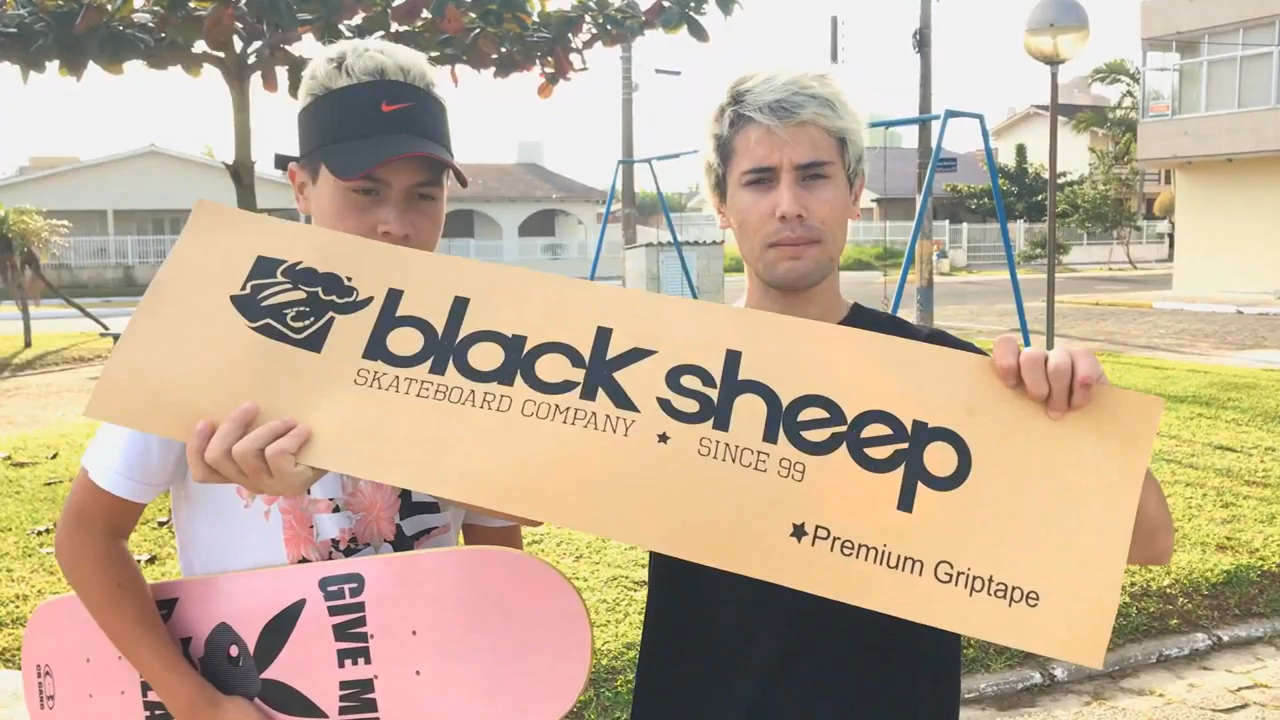 black sheep
SKATEBOARD COMPANY ★ SINCE 99
★Premium Griptape
GIVE M